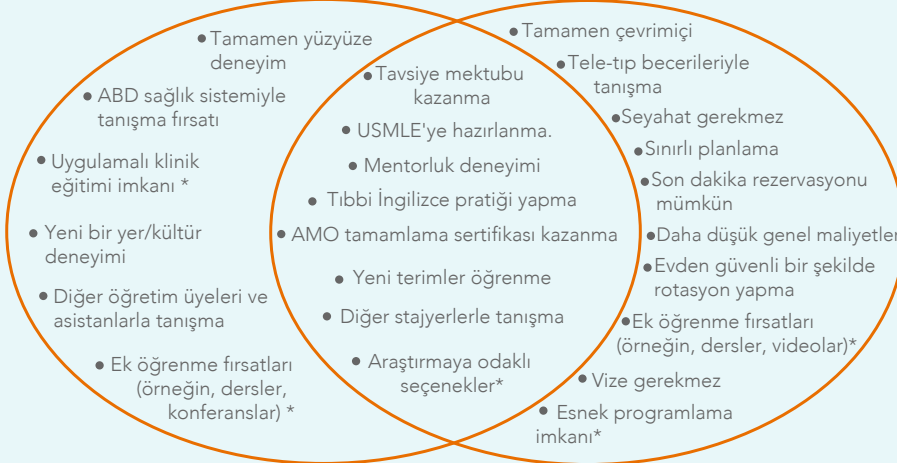 • Tamamen yüzyüze
deneyim
• ABD sağlık sistemiyle
tanışma fırsatı
• Uygulamalı klinik
eğitimi imkanı *
• Yeni bir yer/kültür
deneyimi
• Diğer öğretim üyeleri ve
asistanlarla tanışma
• Ek öğrenme fırsatları
(örneğin, dersler,
konferanslar) *
• Tavsiye mektubu
kazanma
• USMLE'ye hazırlanma.
• Mentorluk deneyimi
• Tıbbi İngilizce pratiği yapma
• AMO tamamlama sertifikası kazanma
• Yeni terimler öğrenme
• Diğer stajyerlerle tanışma
• Araştırmaya odaklı
seçenekler*
• Tamamen çevrimiçi
• Tele-tıp becerileriyle
tanışma
• Seyahat gerekmez
• Sınırlı planlama
• Son dakika rezervasyonu
mümkün
• Daha düşük genel maliyetler
• Evden güvenli bir şekilde
rotasyon yapma
• Ek öğrenme fırsatları
(örneğin, dersler, videolar)*
• Vize gerekmez
• Esnek programlama
imkanı*